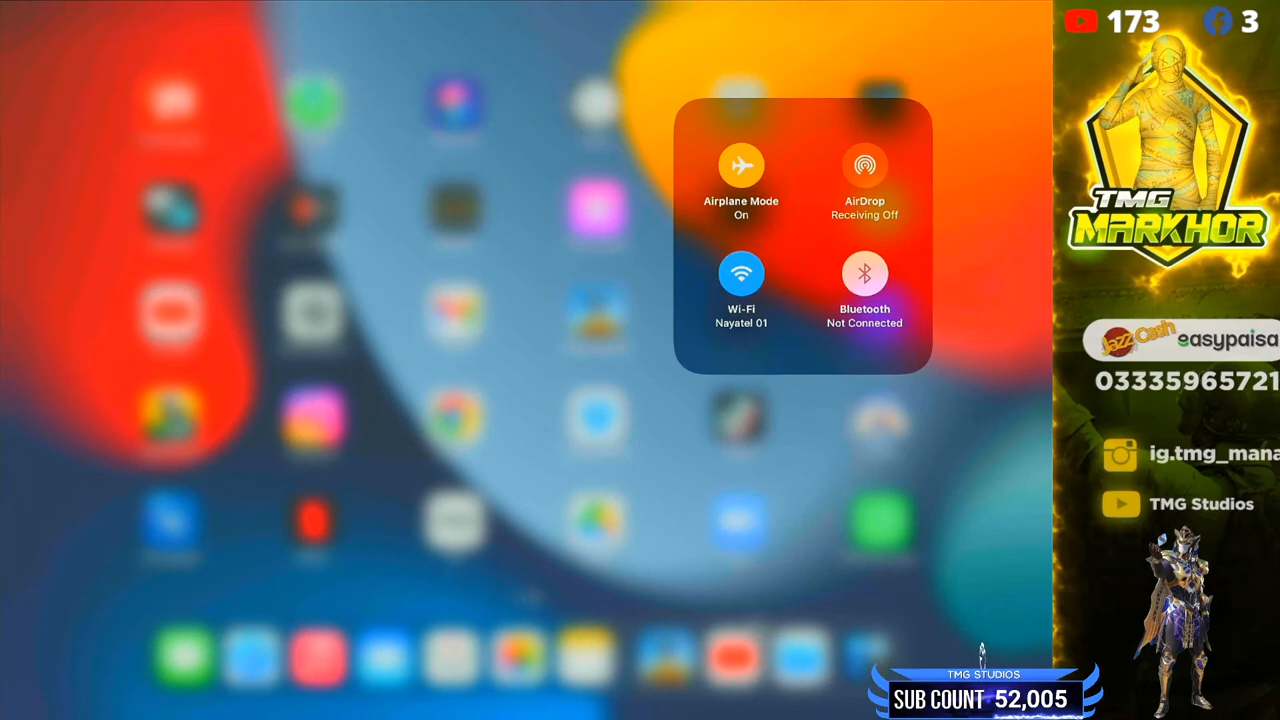 173
3
TMG
MARKHOR
Airplane Mode
On
AirDrop
Receiving Off
Wi-Fi
Nayatel 01
Bluetooth
Not Connected
JazzCash
easypaisa
03335965721
ig.tmg_mana
TMG Studios
TMG STUDIOS
SUB COUNT 52,005